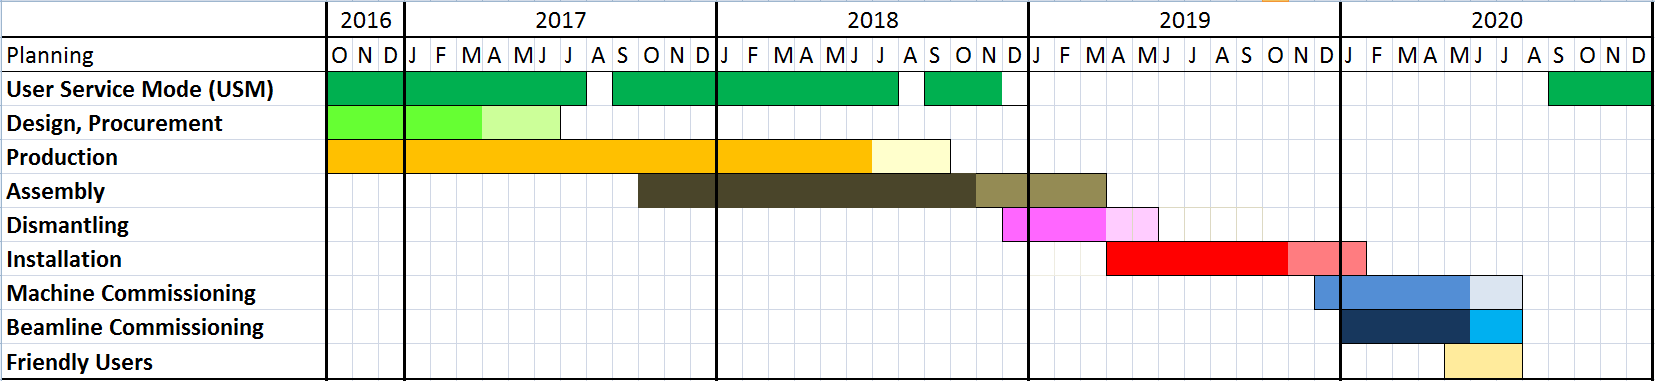 2016 2017 2018 2019 2020
Planning O N D J F M A M J J A S O N D J F M A M J J A S O N D J F M A M J J A S O N D J F M A M J J A S O N D
User Service Mode (USM)
Design, Procurement
Production
Assembly
Dismantling
Installation
Machine Commissioning
Beamline Commissioning
Friendly Users